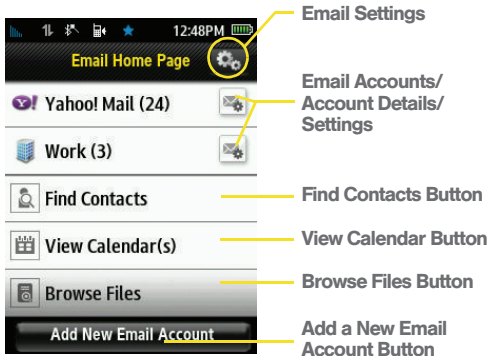 12:48PM
Email Home Page
Email Settings
Yahoo! Mail (24)
Email Accounts/
Account Details/
Settings
Work (3)
Find Contacts
Find Contacts Button
View Calendar(s)
View Calendar Button
Browse Files
Browse Files Button
Add New Email Account
Add a New Email
Account Button